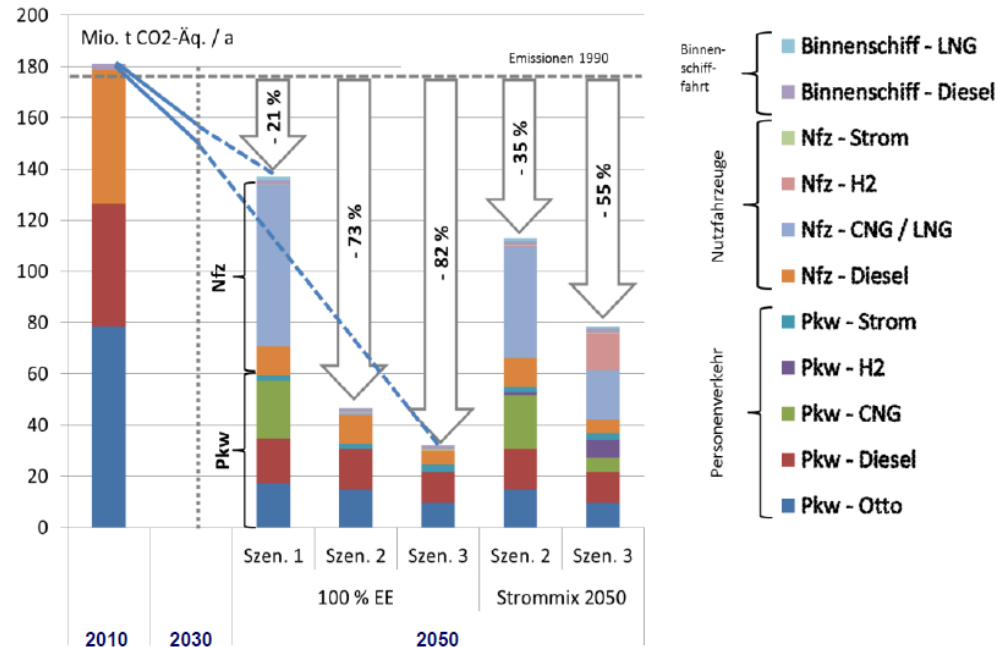 200
Mio. t CO2-Äq. / a
180
160
140
120
100
80
60
40
20
0
Emissionen 1990
- 21 %
- 73 %
- 82 %
- 35 %
- 55 %
Nfz
Pkw
Szen. 1
Szen. 2
Szen. 3
Szen. 2
Szen. 3
100 % EE
Strommix 2050
2010
2030
2050
Binnen-
schiff-
fahrt
Binnenschiff - LNG
Binnenschiff - Diesel
Nutzfahrzeuge
Nfz - Strom
Nfz - H2
Nfz - CNG / LNG
Nfz - Diesel
Personenverkehr
Pkw - Strom
Pkw - H2
Pkw - CNG
Pkw - Diesel
Pkw - Otto